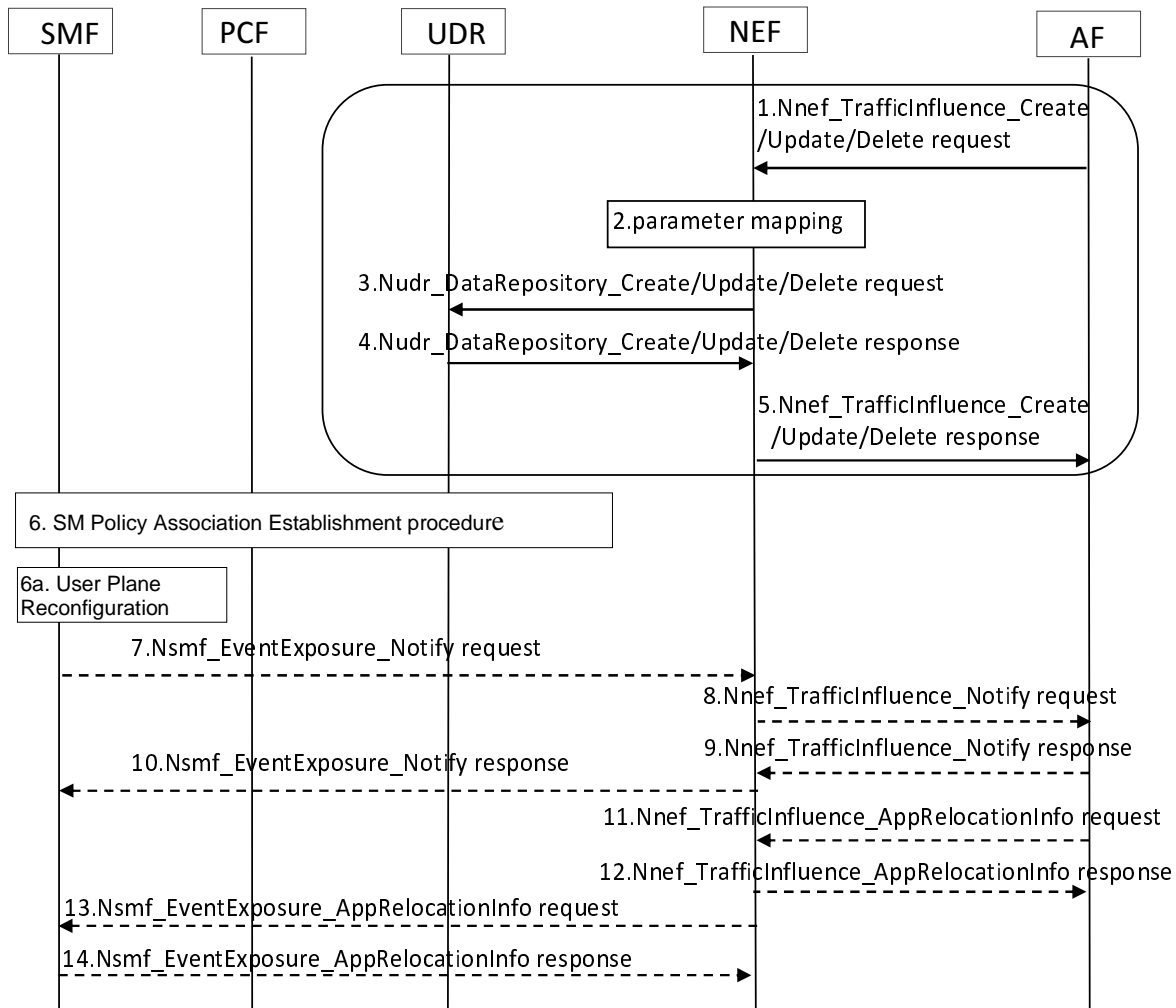 SMF
PCF
UDR
NEF
AF
1.Nnef_TrafficInfluence_Create
/Update/Delete request
2.parameter mapping
3.Nudr_DataRepository_Create/Update/Delete request
4.Nudr_DataRepository_Create/Update/Delete response
5.Nnef_TrafficInfluence_Create
/Update/Delete response
6. SM Policy Association Establishment procedure
6a. User Plane
Reconfiguration
7.Nsmf_EventExposure_Notify request
8.Nnef_TrafficInfluence_Notify request
9.Nnef_TrafficInfluence_Notify response
10.Nsmf_EventExposure_Notify response
11.Nnef_TrafficInfluence_AppRelocationInfo request
12.Nnef_TrafficInfluence_AppRelocationInfo response
13.Nsmf_EventExposure_AppRelocationInfo request
14.Nsmf_EventExposure_AppRelocationInfo response